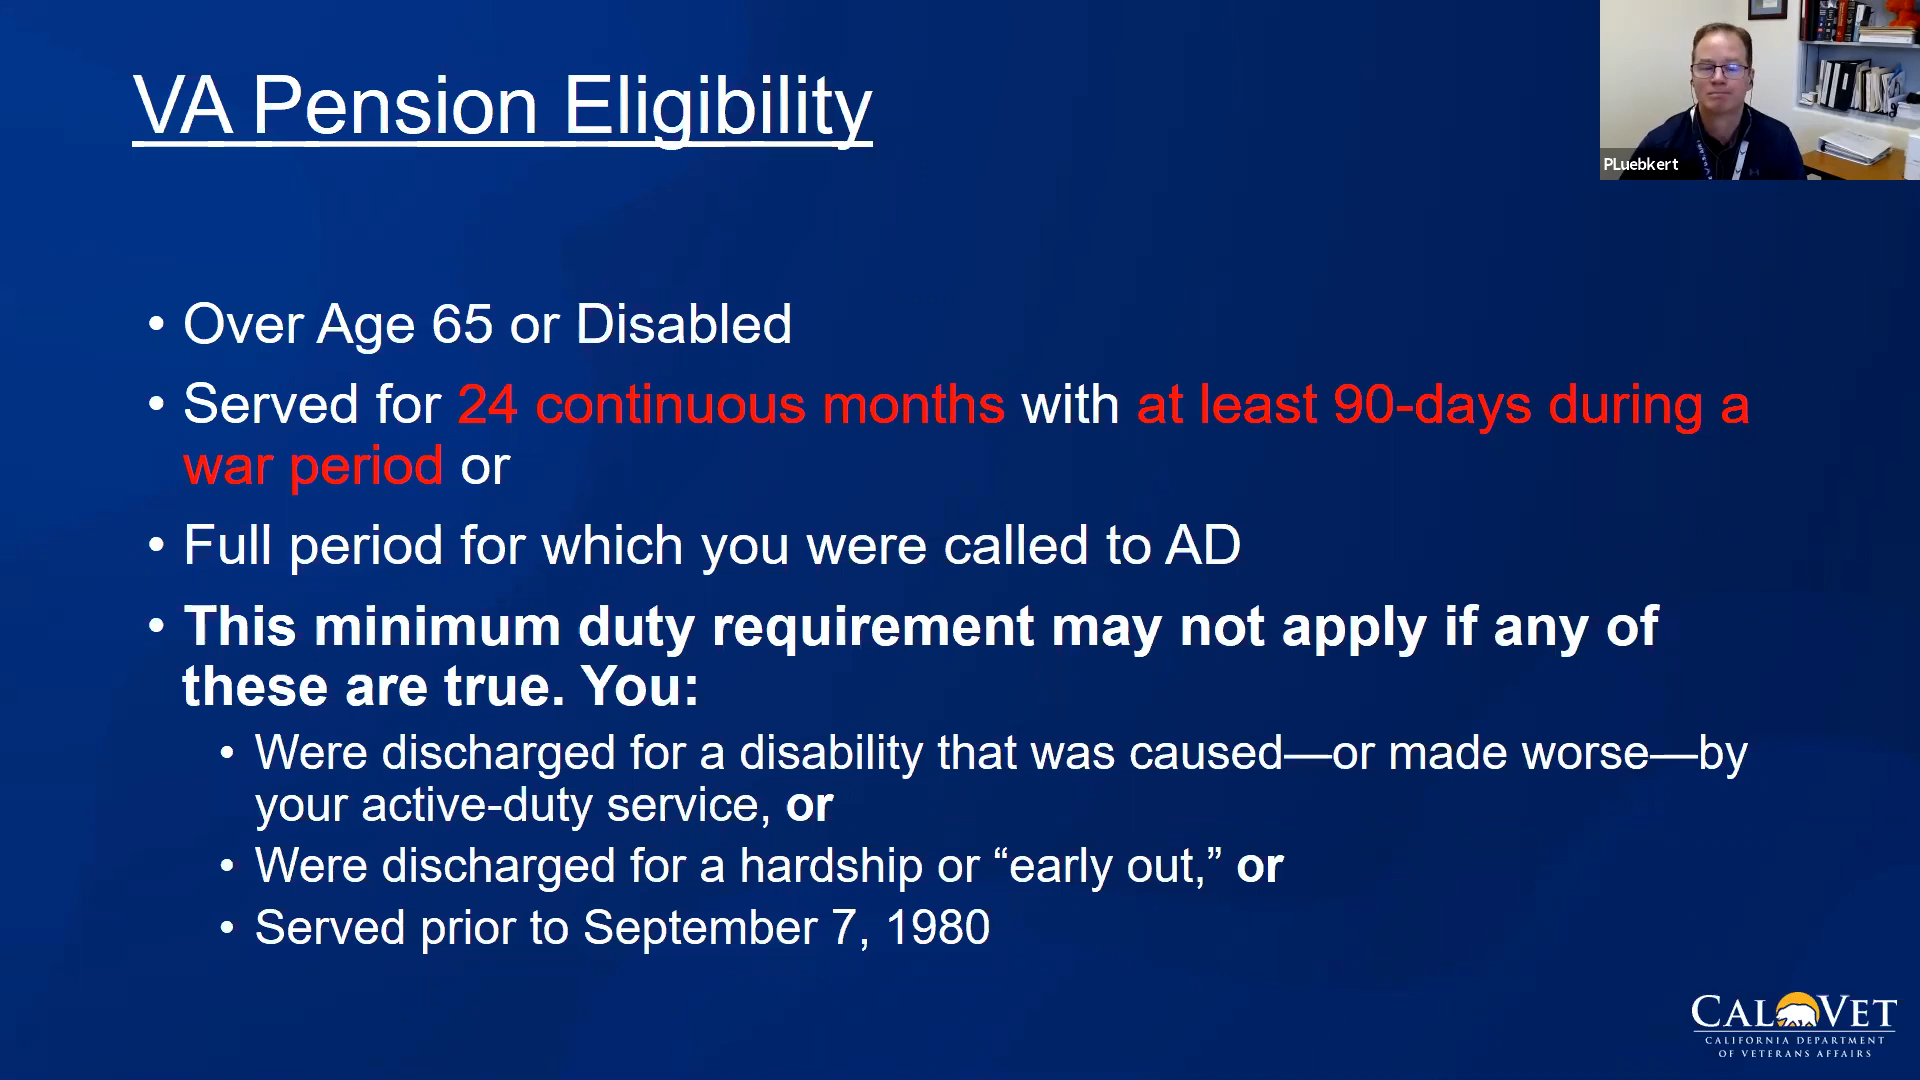 VA Pension Eligibility
PLuebkert
• Over Age 65 or Disabled
• Served for 24 continuous months with at least 90-days during a
war period or
• Full period for which you were called to AD
• This minimum duty requirement may not apply if any of
these are true. You:
• Were discharged for a disability that was caused—or made worse—by
your active-duty service, or
• Were discharged for a hardship or “early out,” or
• Served prior to September 7, 1980
CALVET
CALIFORNIA DEPARTMENT
OF VETERANS AFFAIRS